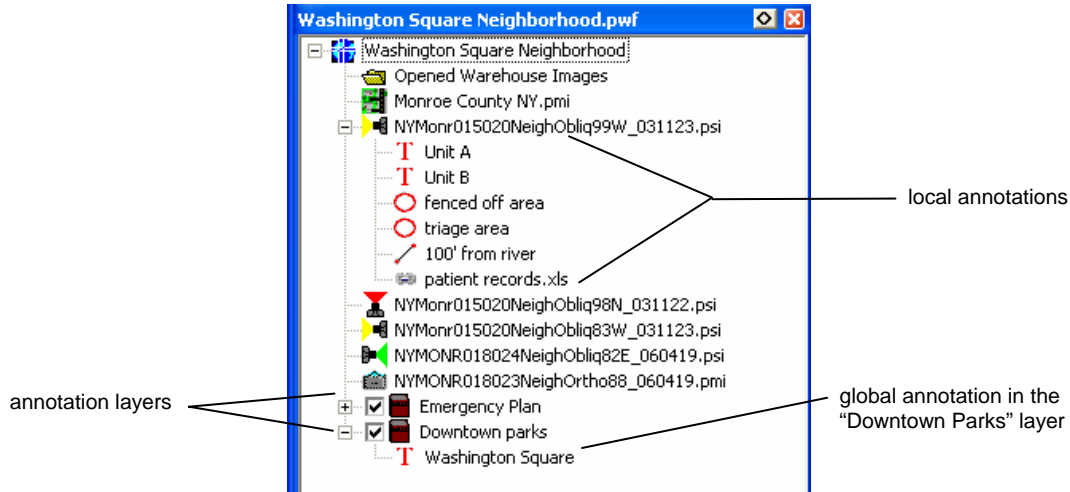 Washington Square Neighborhood.pwf
Washington Square Neighborhood
Opened Warehouse Images
Monroe County NY.pmi
NYMonr015020NeighObliq99W_031123.psi
T Unit A
T Unit B
fenced off area
triage area
100' from river
patient records.xls
NYMonr015020NeighObliq98N_031122.psi
NYMonr015020NeighObliq83W_031123.psi
NYMONR018024NeighObliq82E_060419.psi
NYMONR018023NeighOrtho88_060419.pmi
Emergency Plan
Downtown parks
T Washington Square
local annotations
annotation layers
global annotation in the
“Downtown Parks” layer